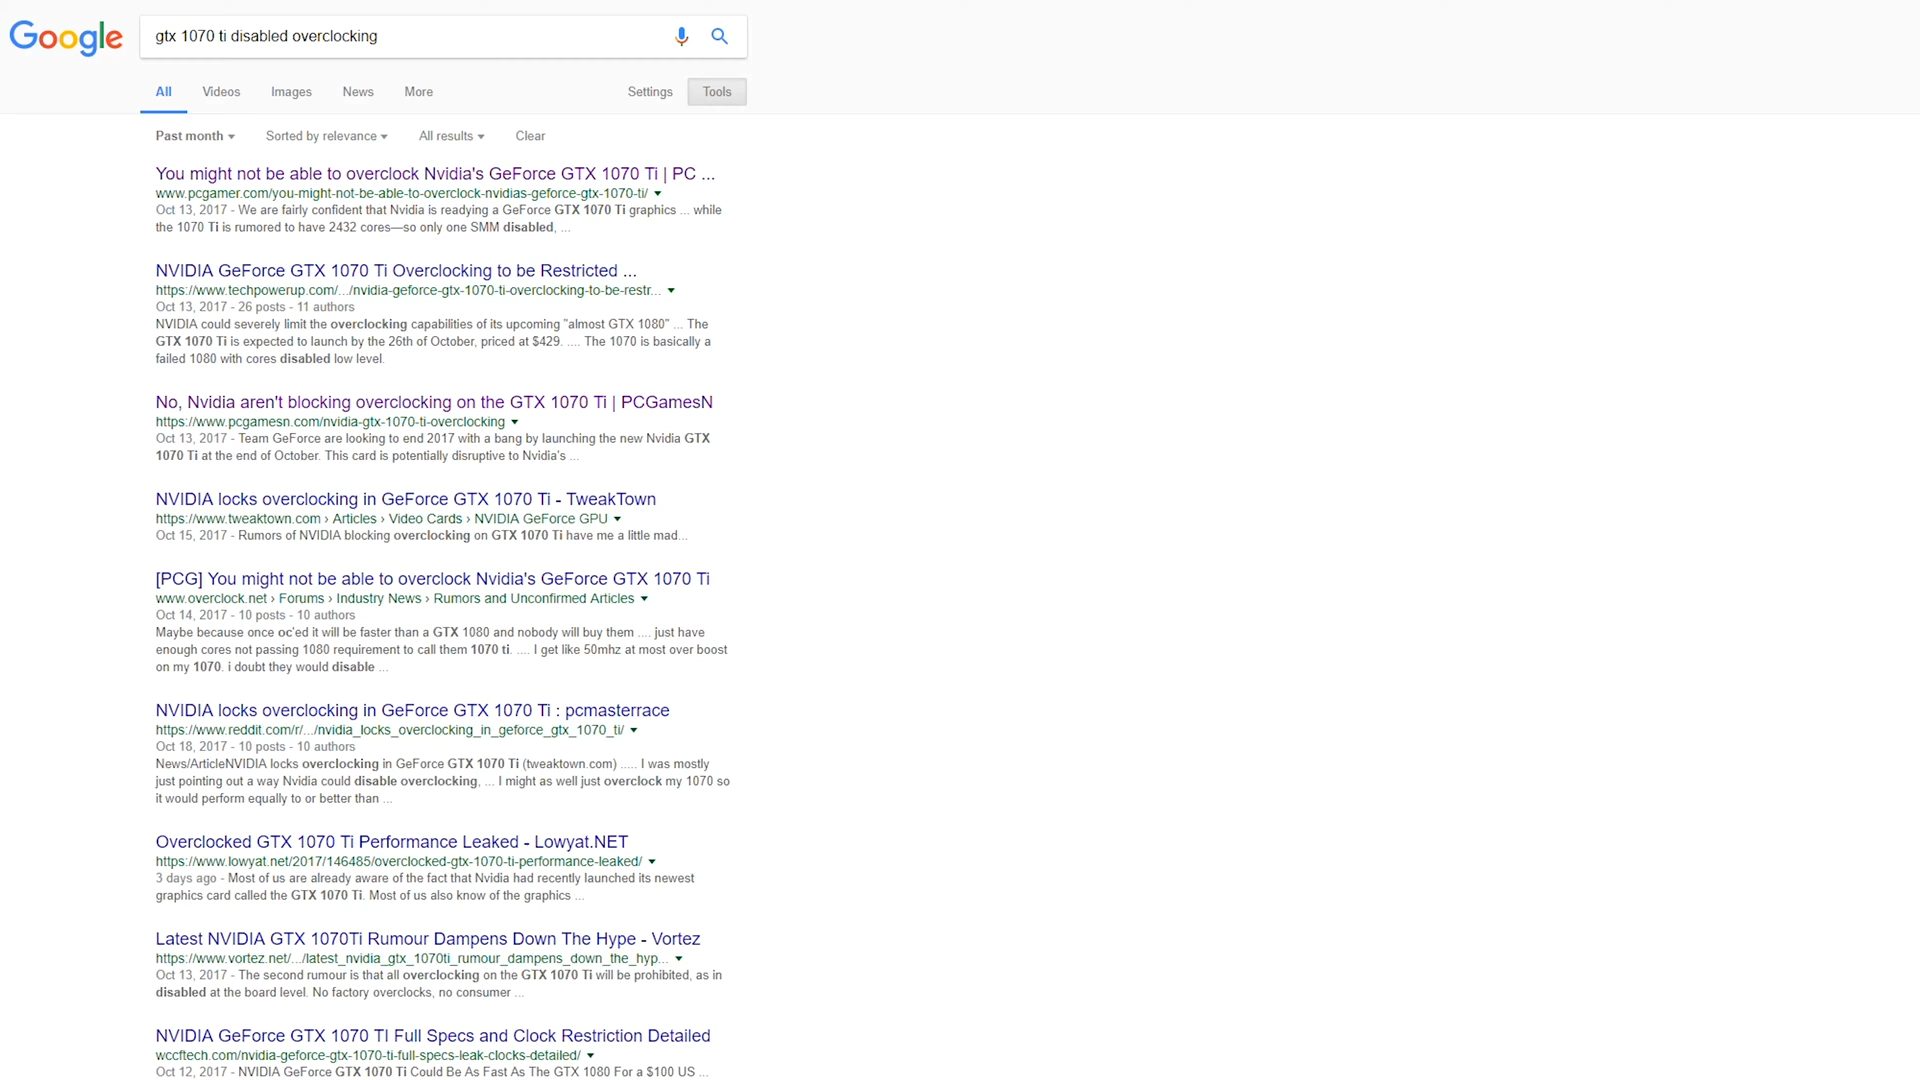 Google
gtx 1070 ti disabled overclocking
All Videos Images News More Settings Tools
Past month Sorted by relevance All results Clear
You might not be able to overclock Nvidia's GeForce GTX 1070 Ti | PC ...
www.pcgamer.com/you-might-not-be-able-to-overclock-nvidias-geforce-gtx-1070-ti/
Oct 13, 2017 - We are fairly confident that Nvidia is readying a GeForce GTX 1070 Ti graphics ... while
the 1070 Ti is rumored to have 2432 cores—so only one SMM disabled, ...
NVIDIA GeForce GTX 1070 Ti Overclocking to be Restricted ...
https://www.techpowerup.com/.../nvidia-geforce-gtx-1070-ti-overclocking-to-be-restr...
Oct 13, 2017 - 26 posts - 11 authors
NVIDIA could severely limit the overclocking capabilities of its upcoming "almost GTX 1080" ... The
GTX 1070 Ti is expected to launch by the 26th of October, priced at $429. .... The 1070 is basically a
failed 1080 with cores disabled low level.
No, Nvidia aren't blocking overclocking on the GTX 1070 Ti | PCGamesN
https://www.pcgamesn.com/nvidia-gtx-1070-ti-overclocking
Oct 13, 2017 - Team GeForce are looking to end 2017 with a bang by launching the new Nvidia GTX
1070 Ti at the end of October. This card is potentially disruptive to Nvidia's ...
NVIDIA locks overclocking in GeForce GTX 1070 Ti - TweakTown
https://www.tweaktown.com › Articles › Video Cards › NVIDIA GeForce GPU
Oct 15, 2017 - Rumors of NVIDIA blocking overclocking on GTX 1070 Ti have me a little mad...
[PCG] You might not be able to overclock Nvidia's GeForce GTX 1070 Ti
www.overclock.net › Forums › Industry News › Rumors and Unconfirmed Articles
Oct 14, 2017 - 10 posts - 10 authors
Maybe because once oc'ed it will be faster than a GTX 1080 and nobody will buy them .... just have
enough cores not passing 1080 requirement to call them 1070 ti. .... I get like 50mhz at most over boost
on my 1070. i doubt they would disable ...
NVIDIA locks overclocking in GeForce GTX 1070 Ti : pcmasterrace
https://www.reddit.com/r/.../nvidia_locks_overclocking_in_geforce_gtx_1070_ti/
Oct 18, 2017 - 10 posts - 10 authors
News/ArticleNVIDIA locks overclocking in GeForce GTX 1070 Ti (tweaktown.com) ..... I was mostly
just pointing out a way Nvidia could disable overclocking, ... I might as well just overclock my 1070 so
it would perform equally to or better than ...
Overclocked GTX 1070 Ti Performance Leaked - Lowyat.NET
https://www.lowyat.net/2017/146485/overclocked-gtx-1070-ti-performance-leaked/
3 days ago - Most of us are already aware of the fact that Nvidia had recently launched its newest
graphics card called the GTX 1070 Ti. Most of us also know of the graphics ...
Latest NVIDIA GTX 1070Ti Rumour Dampens Down The Hype - Vortez
https://www.vortez.net/.../latest_nvidia_gtx_1070ti_rumour_dampens_down_the_hyp...
Oct 13, 2017 - The second rumour is that all overclocking on the GTX 1070 Ti will be prohibited, as in
disabled at the board level. No factory overclocks, no consumer ...
NVIDIA GeForce GTX 1070 TI Full Specs and Clock Restriction Detailed
wccftech.com/nvidia-geforce-gtx-1070-ti-full-specs-leak-clocks-detailed/
Oct 12, 2017 - NVIDIA GeForce GTX 1070 Ti Could Be As Fast As The GTX 1080 For a $100 US ...